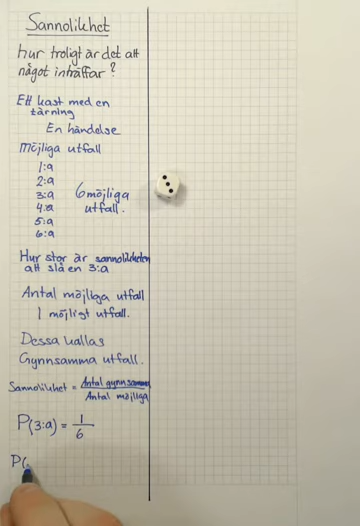 Sannolikhet
hur troligt är det att
något inträffar?
Ett kast med en
tärning
En händelse
Möjliga utfall
1:a
2:a
3:a 6 möjliga
4:a utfall.
5:a
6:a
Hur stor är sannolikheten
att slå en 3:a
Antal möjliga utfall
1 möjligt utfall.
Dessa kallas
Gynnsamma utfall.
Sannolikhet = Antal gynnsamma
Antal möjliga
P(3:a) = 1
6
P(